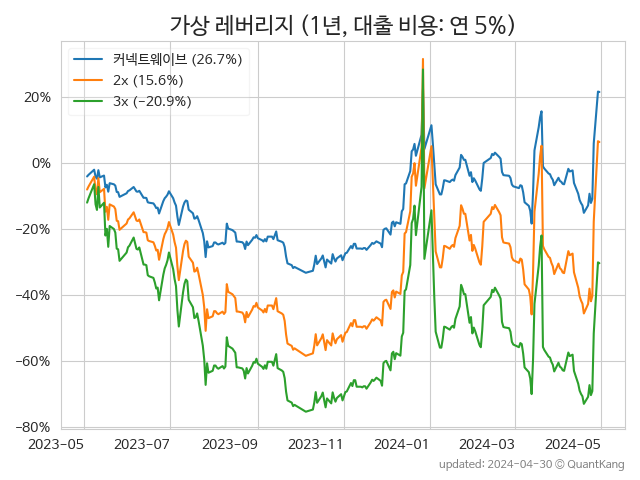 가상 레버리지 (1년, 대출 비용: 연 5%)
커넥트웨이브 (26.7%)
2x (15.6%)
3x (−20.9%)
20%
0%
−20%
−40%
−60%
−80%
2023-05 2023-07 2023-09 2023-11 2024-01 2024-03 2024-05
updated: 2024-04-30 © QuantKang